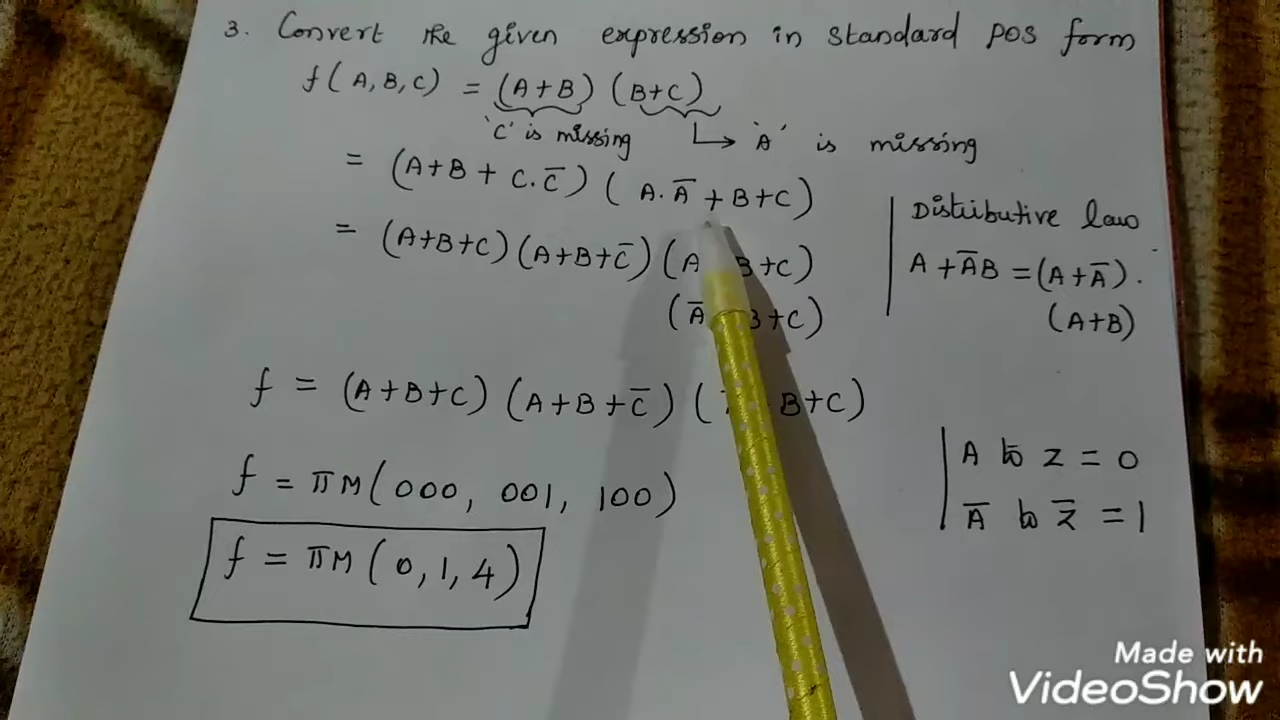 3. Convert the given expression in standard POS form
f(A,B,C) = (A+B) (B+C)
'C' is missing → 'A' is missing
= (A+B + C.C̅) ( A.A̅ + B+C)
= (A+B+C) (A+B+C̅) (A B+C)
(A̅ B+C)
Distributive law
A + A̅B = (A+A̅).
(A+B)
f = (A+B+C) (A+B+C̅) ( B+C)
f = πM(000, 001, 100)
f = πM(0,1,4)
A to Z = 0
A̅ to Z̅ = 1
Made with
VideoShow